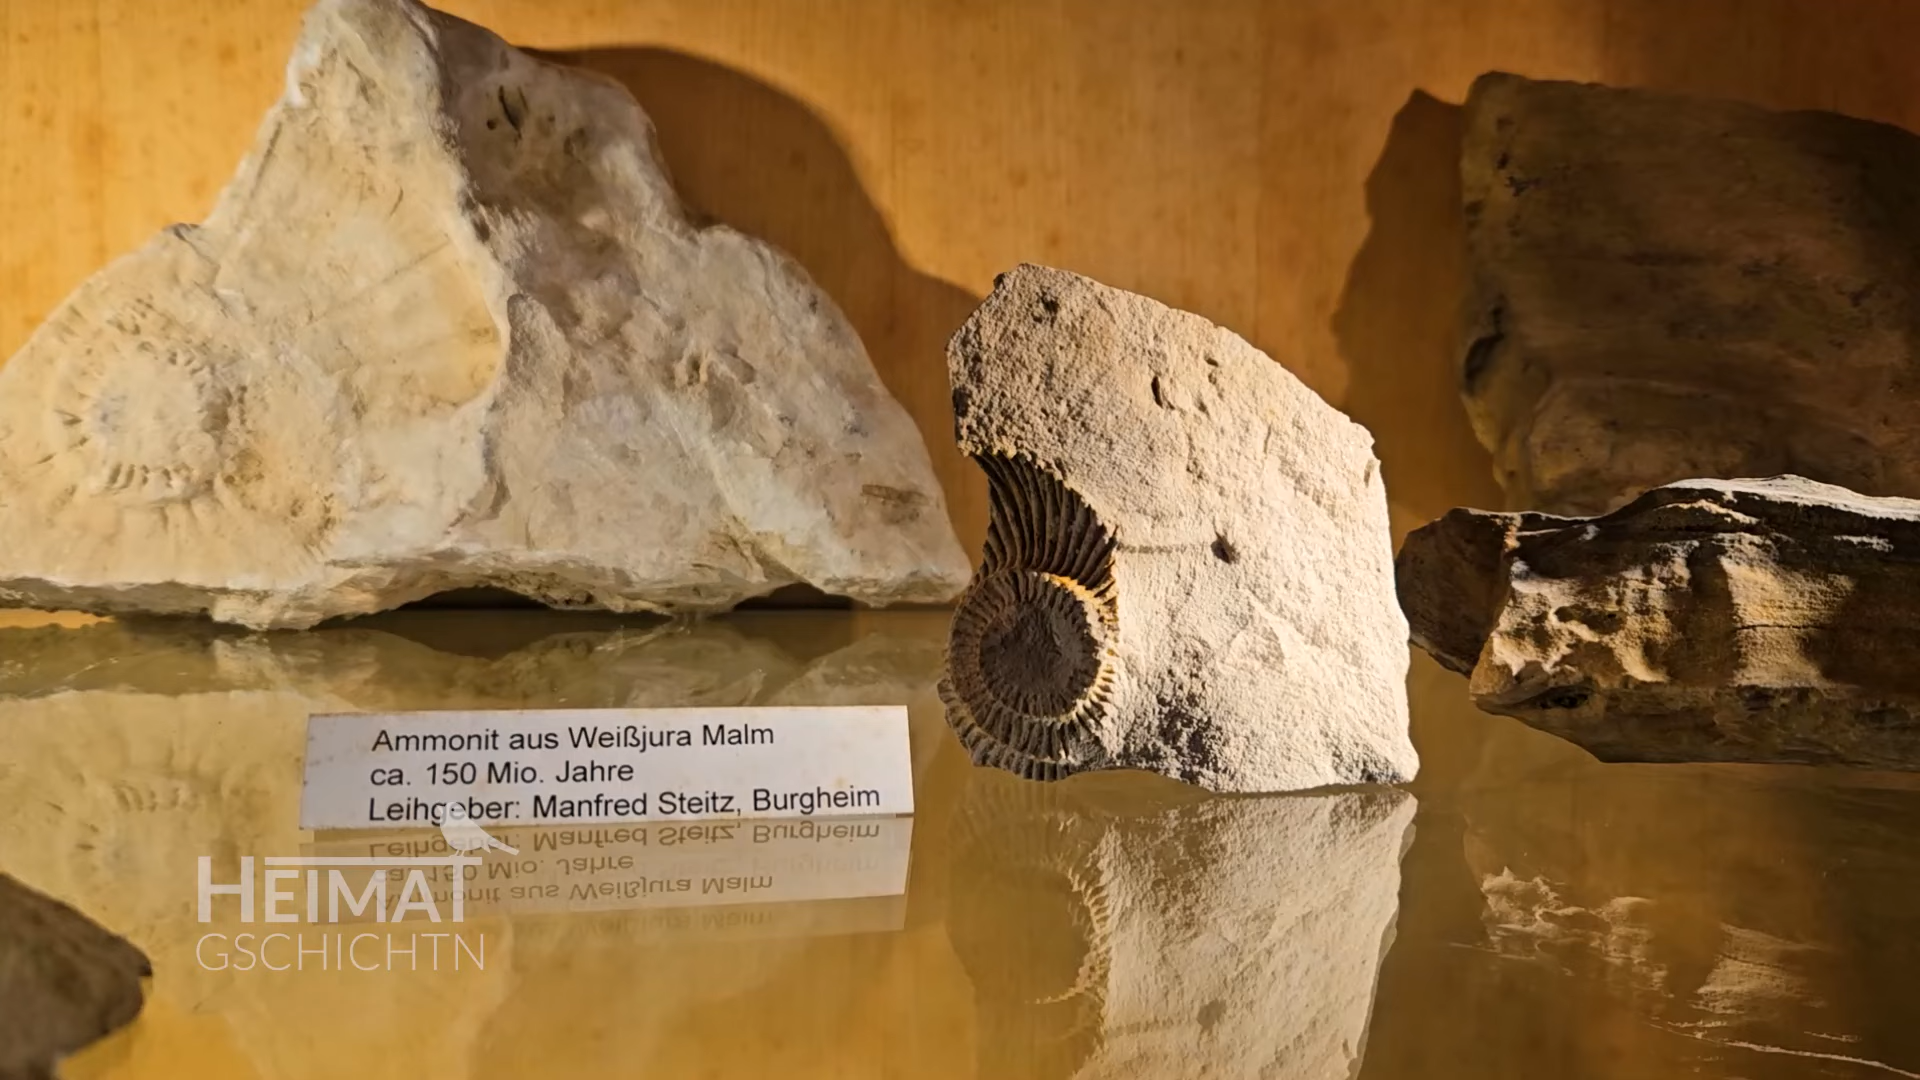 Ammonit aus Weißjura Malm
ca. 150 Mio. Jahre
Leihgeber: Manfred Steitz, Burgheim
HEIMAT
GSCHICHTN